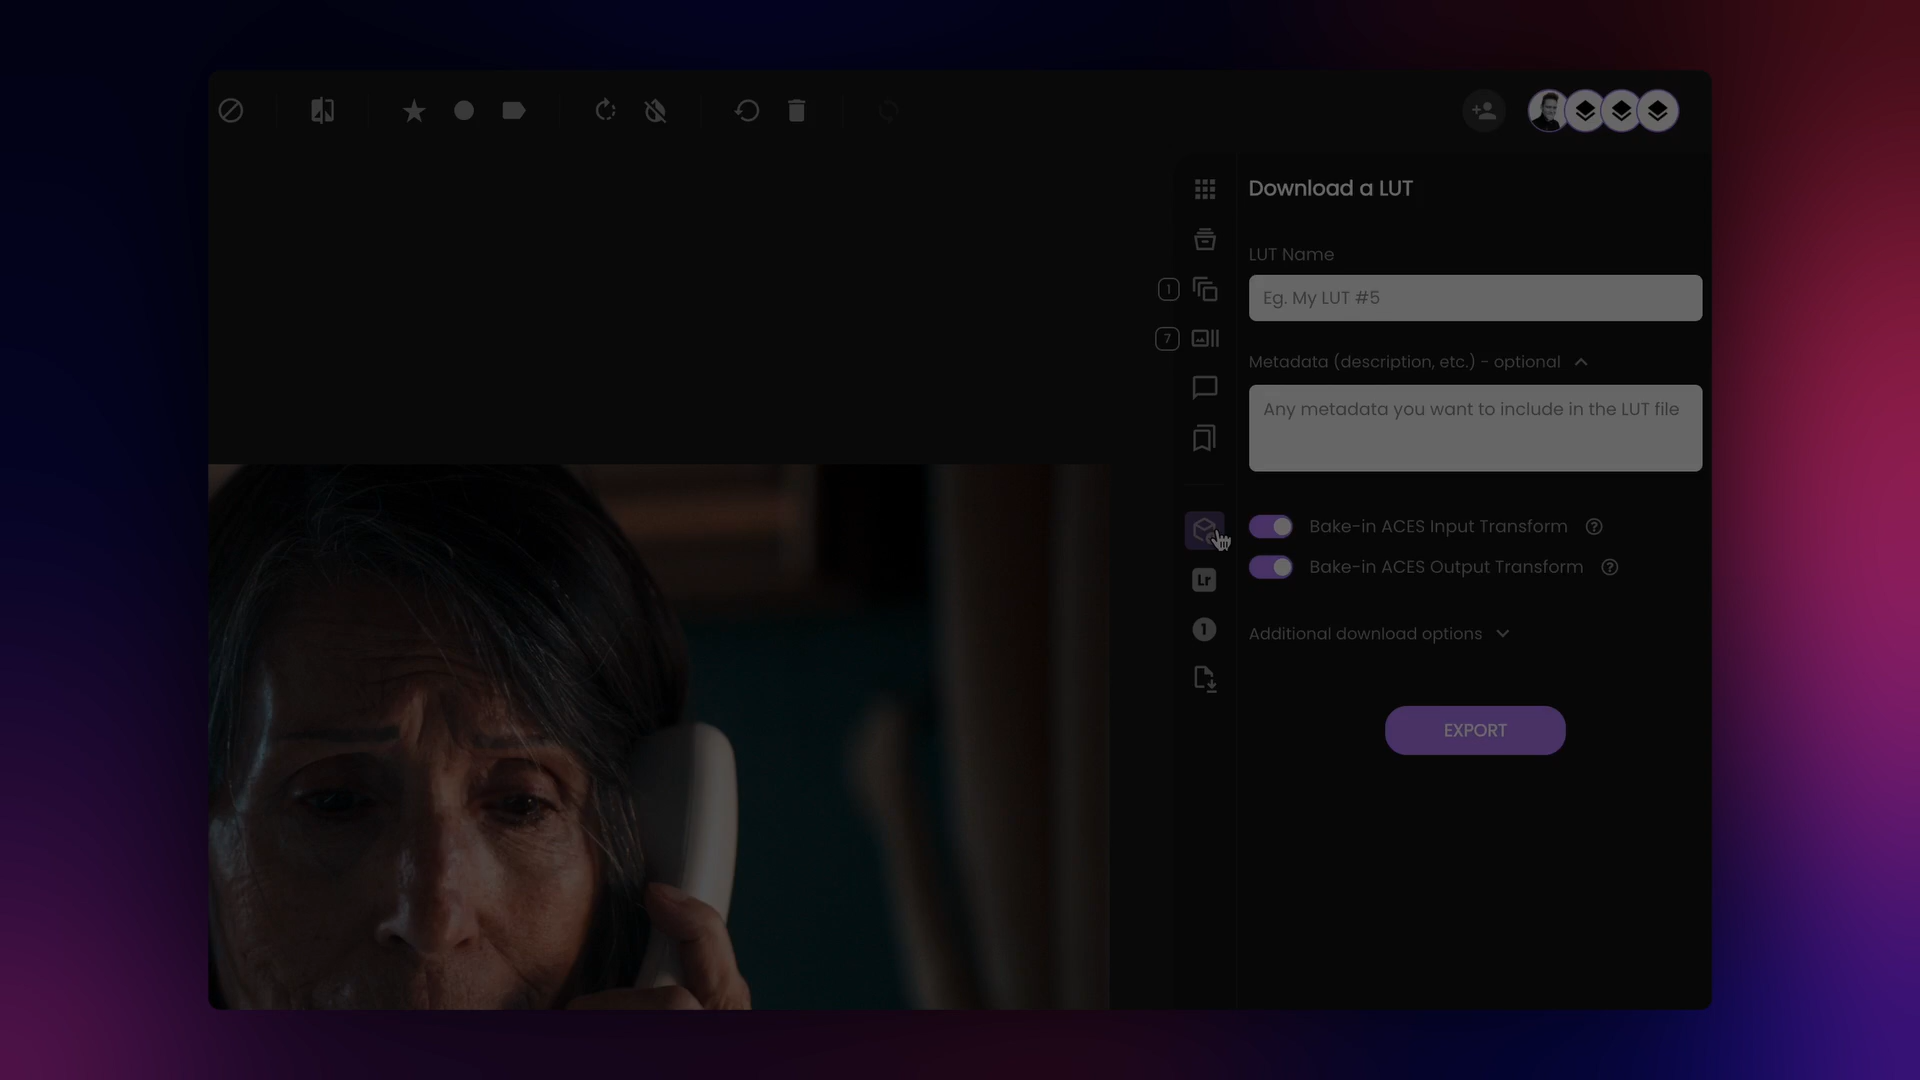 Download a LUT
LUT Name
Eg. My LUT #5
1
7
Metadata (description, etc.) - optional
Any metadata you want to include in the LUT file
Bake-in ACES Input Transform
Bake-in ACES Output Transform
Lr
1
Additional download options
EXPORT